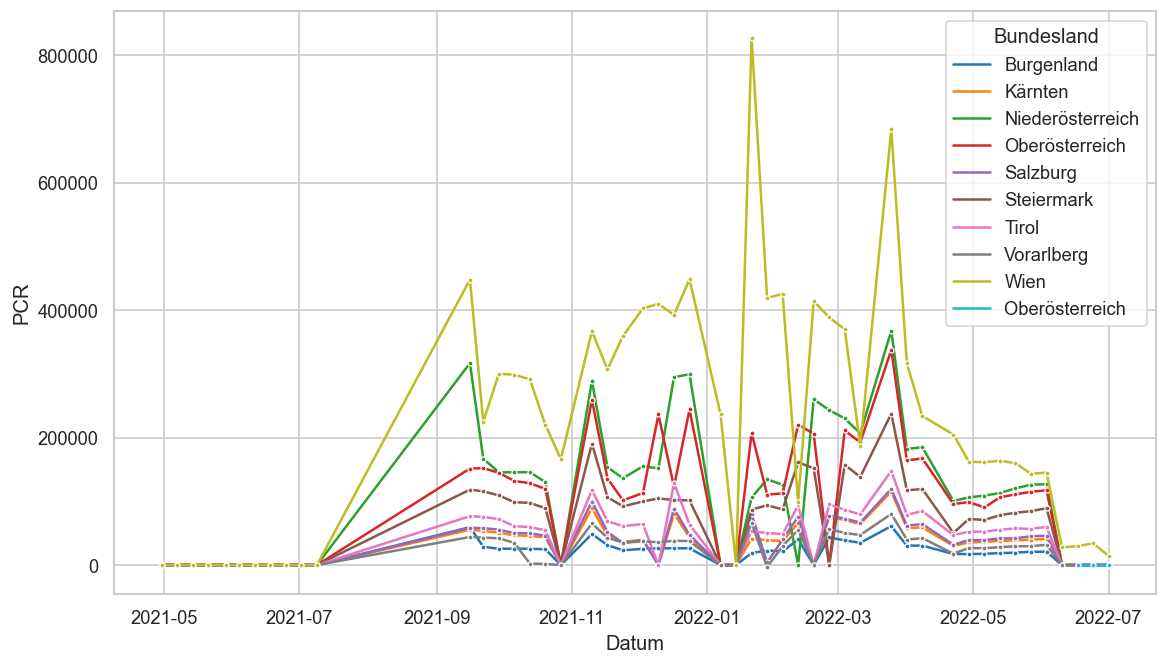 PCR
800000
600000
400000
200000
0
2021-05
2021-07
2021-09
2021-11
2022-01
2022-03
2022-05
2022-07
Datum
Bundesland
Burgenland
Kärnten
Niederösterreich
Oberösterreich
Salzburg
Steiermark
Tirol
Vorarlberg
Wien
Oberösterreich